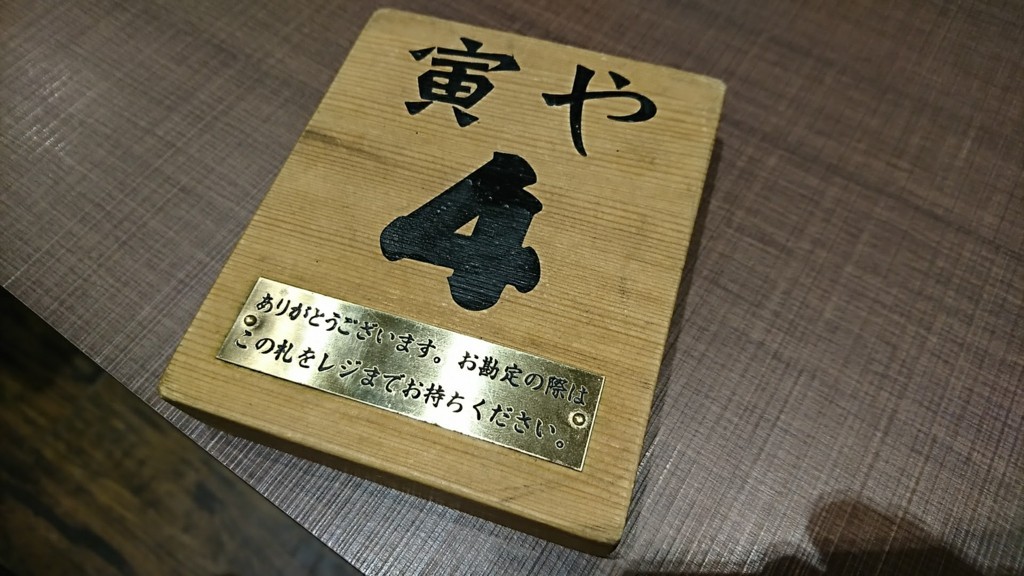 寅や
4
ありがとうございます。お勘定の際は
この札をレジまでお持ちください。